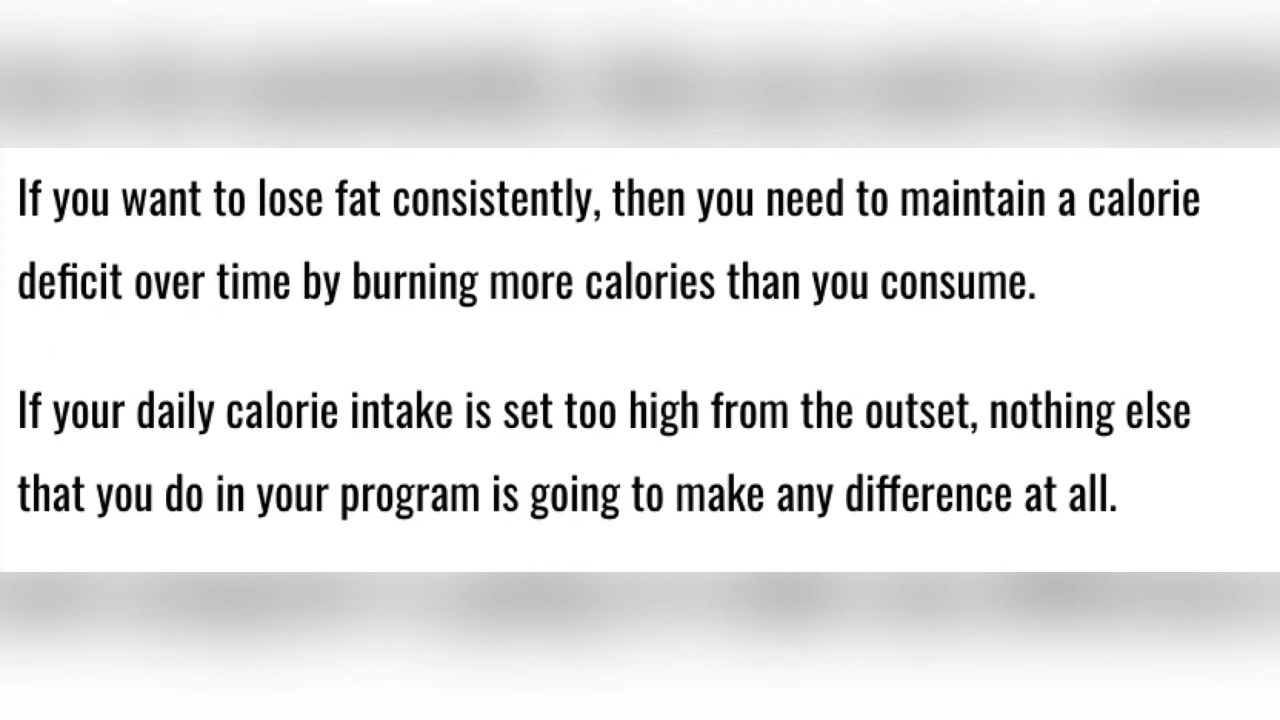 If you want to lose fat consistently, then you need to maintain a calorie
deficit over time by burning more calories than you consume.
If your daily calorie intake is set too high from the outset, nothing else
that you do in your program is going to make any difference at all.